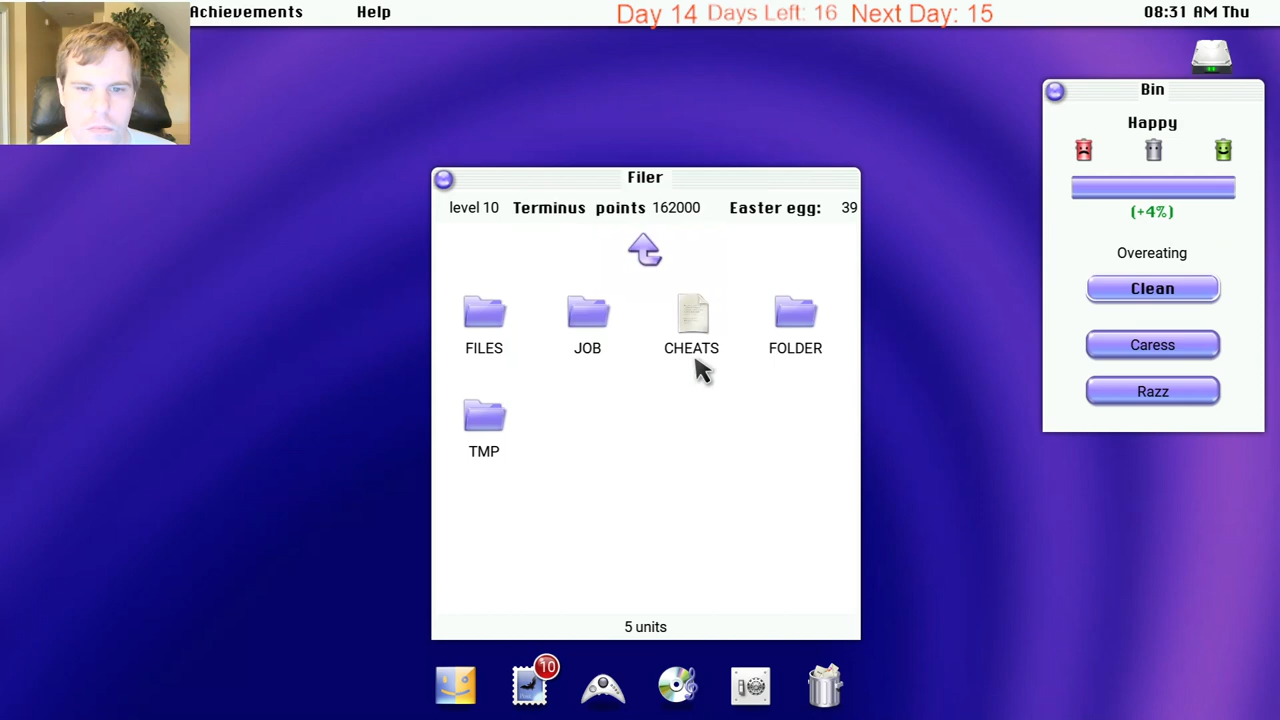 Achievements Help Day 14 Days Left: 16 Next Day: 15 08:31 AM Thu
Bin
Happy
(+4%)
Overeating
Clean
Caress
Razz
Filer
level 10 Terminus points 162000 Easter egg: 39
FILES JOB CHEATS FOLDER
TMP
5 units
10